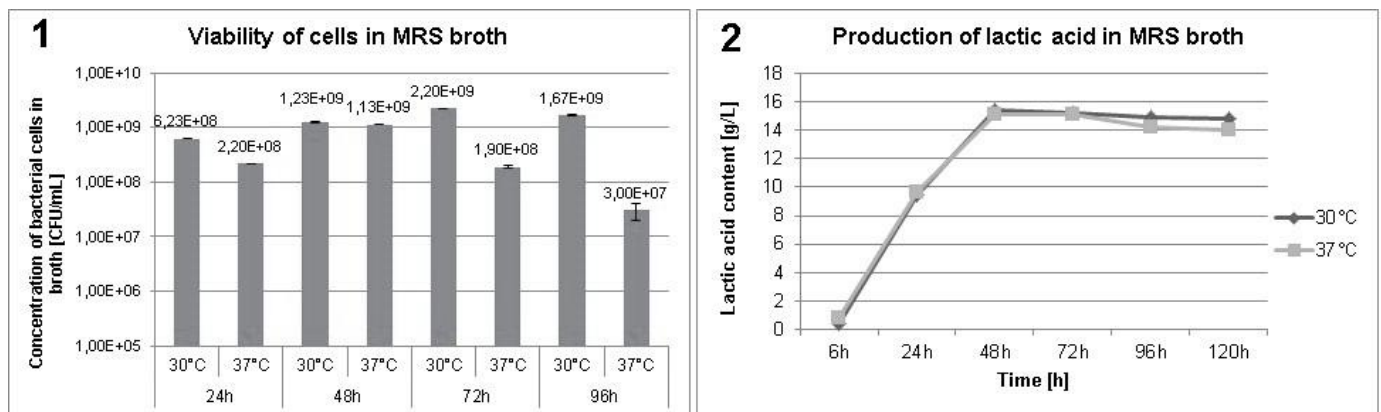 1
Viability of cells in MRS broth
Concentration of bacterial cells in
broth [CFU/mL]
1,00E+10
1,00E+09
1,00E+08
1,00E+07
1,00E+06
1,00E+05
6,23E+08
2,20E+08
1,23E+09
1,13E+09
2,20E+09
1,90E+08
1,67E+09
3,00E+07
30°C 37°C 30°C 37°C 30°C 37°C 30°C 37°C
24h 48h 72h 96h
2
Production of lactic acid in MRS broth
Lactic acid content [g/L]
18
16
14
12
10
8
6
4
2
0
6h 24h 48h 72h 96h 120h
Time [h]
30°C
37°C